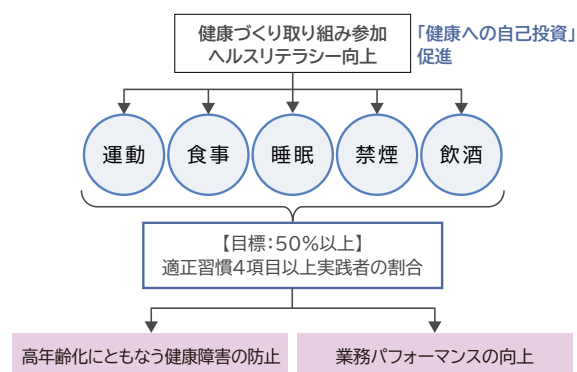 健康づくり取り組み参加
ヘルスリテラシー向上
「健康への自己投資」
促進
運動
食事
睡眠
禁煙
飲酒
【目標：50%以上】
適正習慣4項目以上実践者の割合
高年齢化にともなう健康障害の防止
業務パフォーマンスの向上